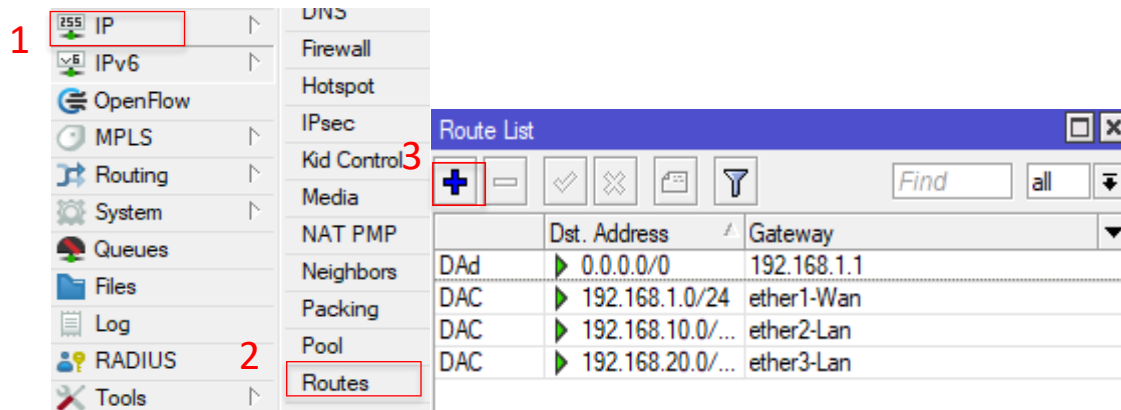 1
255 IP
IPv6
OpenFlow
MPLS
Routing
System
Queues
Files
Log
RADIUS
Tools
2
DNS
Firewall
Hotspot
IPsec
Kid Control
Media
NAT PMP
Neighbors
Packing
Pool
Routes
3
Route List
Find all
Dst. Address Gateway
DAd 0.0.0.0/0 192.168.1.1
DAC 192.168.1.0/24 ether1-Wan
DAC 192.168.10.0/... ether2-Lan
DAC 192.168.20.0/... ether3-Lan